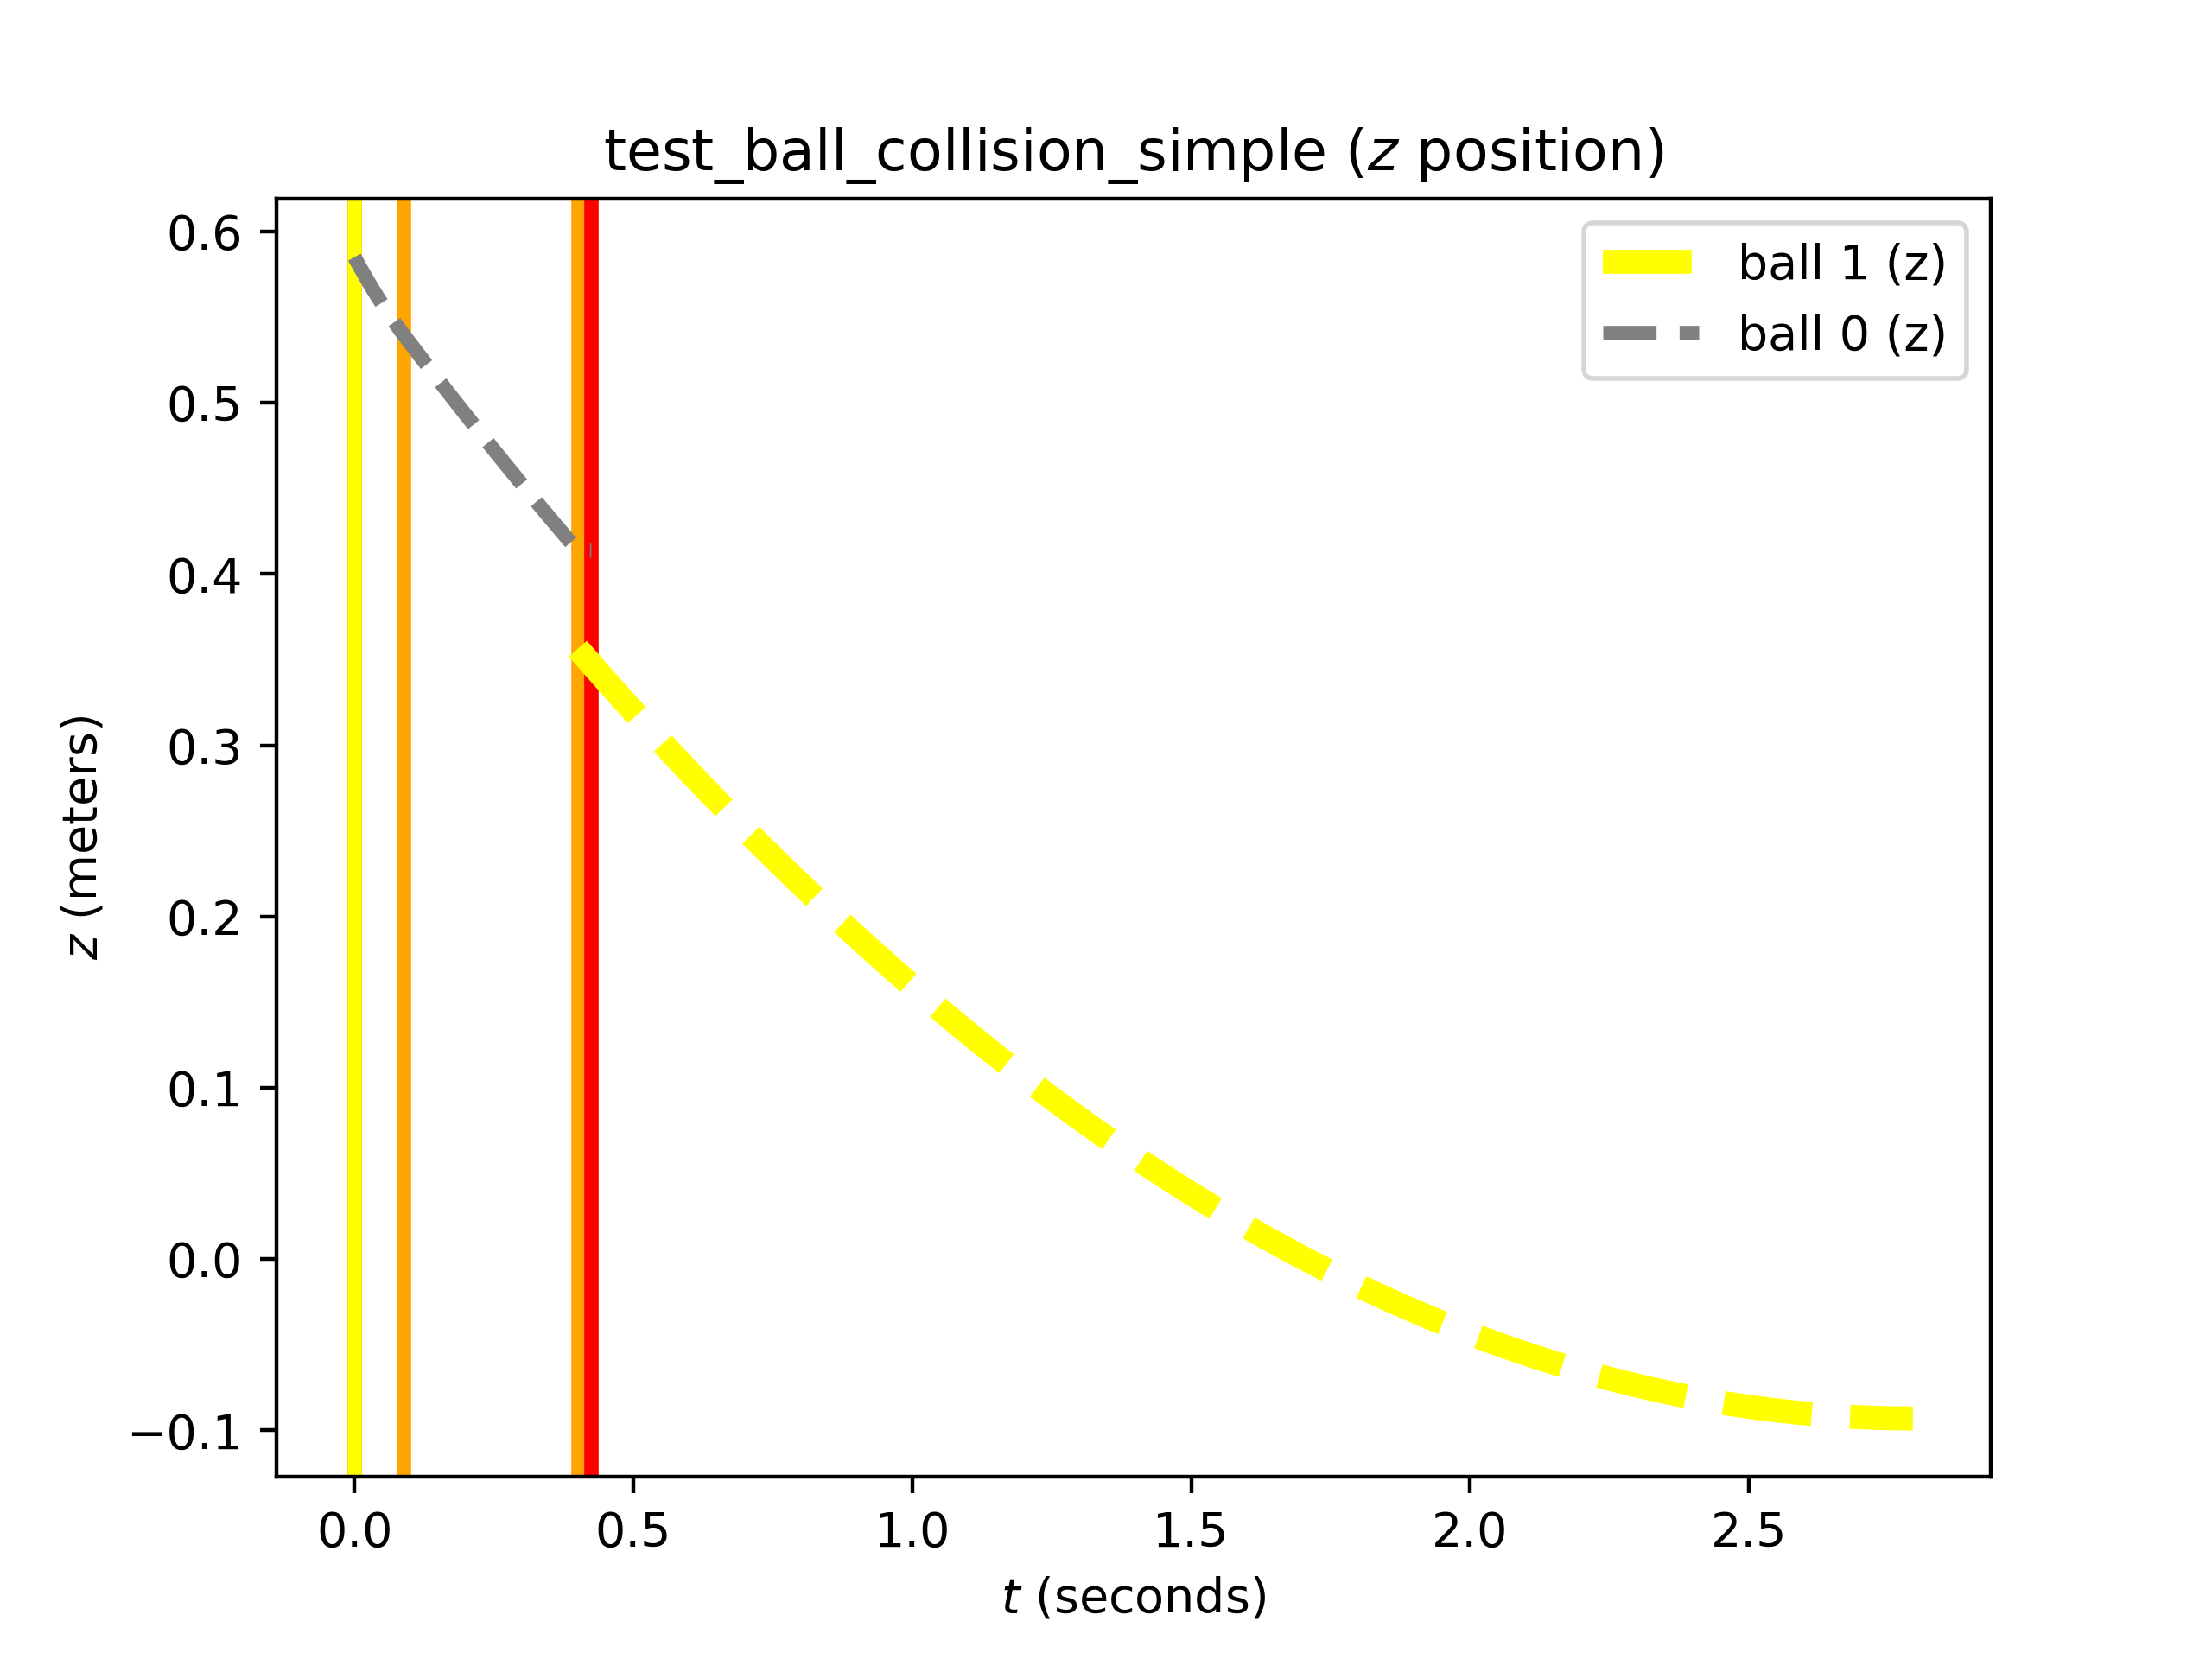 test_ball_collision_simple (z position)
ball 1 (z)
ball 0 (z)
z (meters)
0.6
0.5
0.4
0.3
0.2
0.1
0.0
−0.1
0.0 0.5 1.0 1.5 2.0 2.5
t (seconds)